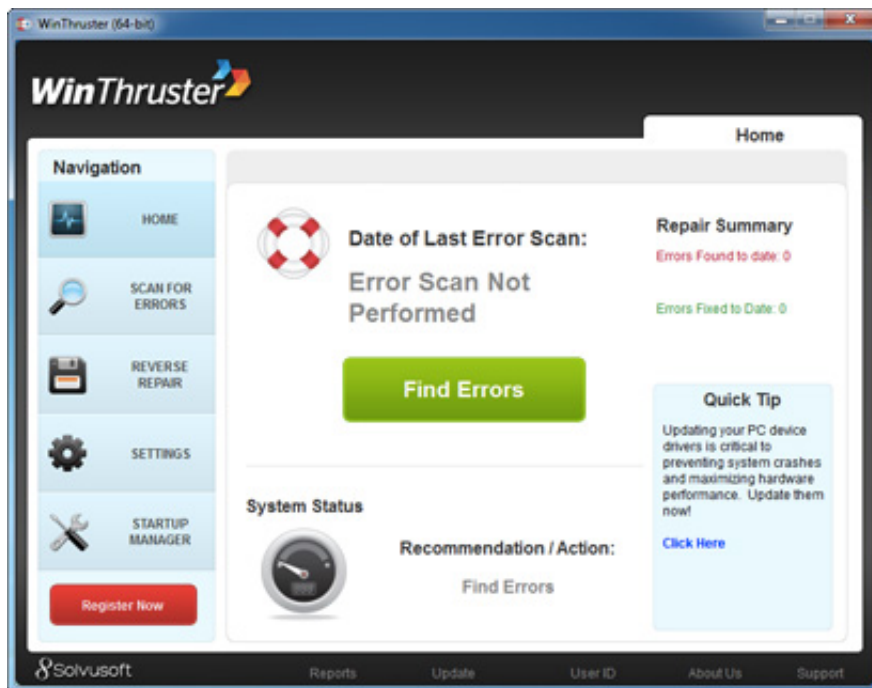 WinThruster (64-bit)
WinThruster
Home
Navigation
HOME
SCAN FOR
ERRORS
REVERSE
REPAIR
SETTINGS
STARTUP
MANAGER
Register Now
Date of Last Error Scan:
Error Scan Not
Performed
Find Errors
System Status
Recommendation / Action:
Find Errors
Repair Summary
Errors Found to date: 0
Errors Fixed to Date: 0
Quick Tip
Updating your PC device
drivers is critical to
preventing system crashes
and maximizing hardware
performance. Update them
now!
Click Here
Solvusoft
Reports
Update
User ID
About Us
Support